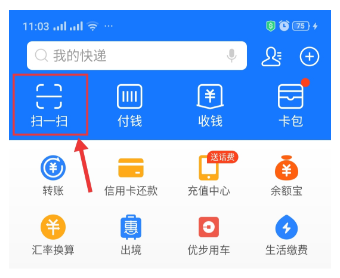 11:03 ··· 75
我的快递
扫一扫 付钱 收钱 卡包
送话费
转账 信用卡还款 充值中心 余额宝
惠
汇率换算 出境 优步用车 生活缴费